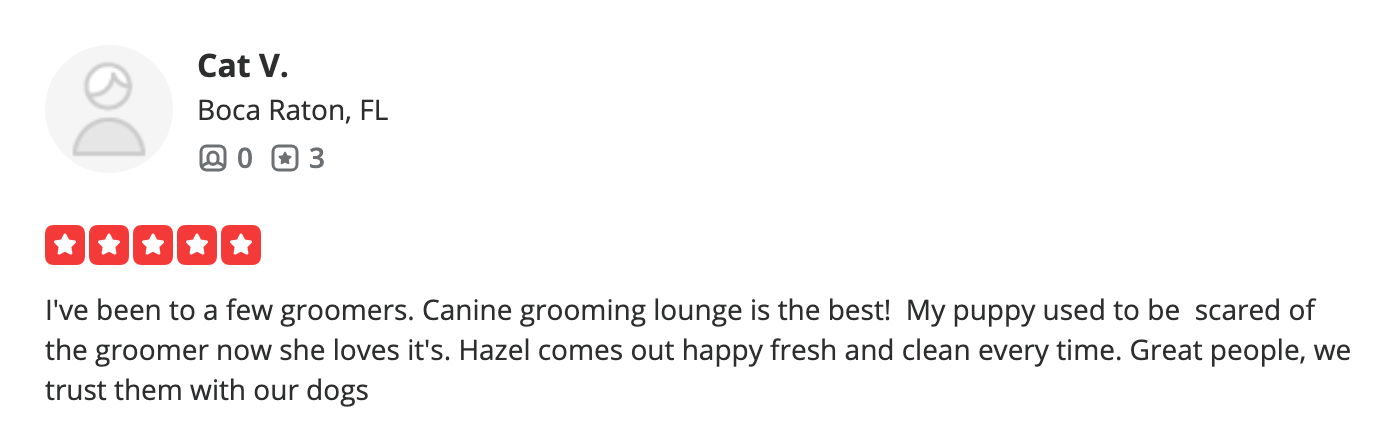 Cat V.
Boca Raton, FL
0 3
I've been to a few groomers. Canine grooming lounge is the best!  My puppy used to be  scared of
the groomer now she loves it's. Hazel comes out happy fresh and clean every time. Great people, we
trust them with our dogs